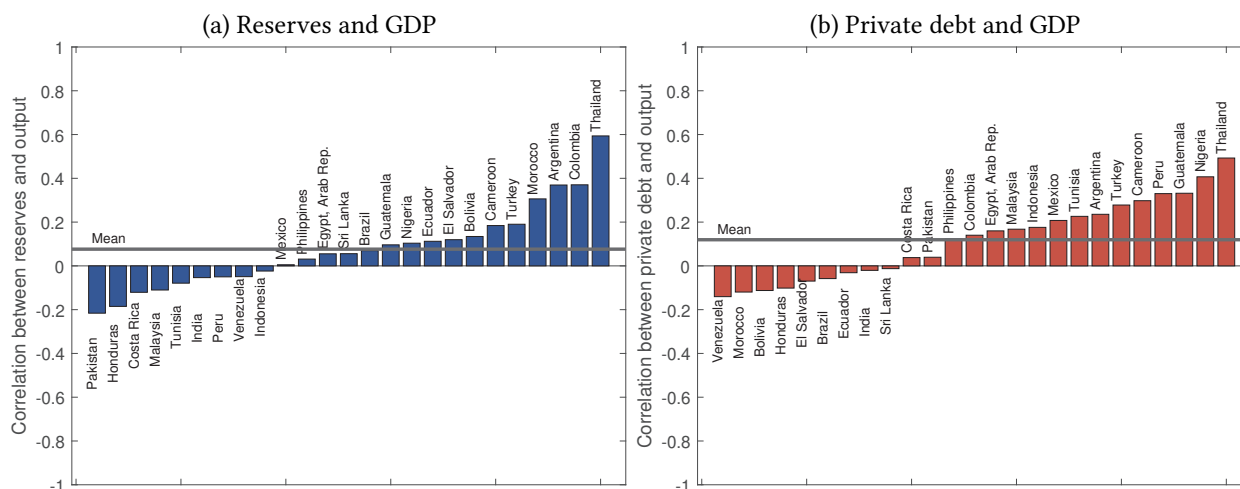 (a) Reserves and GDP
Correlation between reserves and output
1
0.8
0.6
0.4
0.2
0
-0.2
-0.4
-0.6
-0.8
-1
Mean
Pakistan
Honduras
Costa Rica
Malaysia
Tunisia
India
Peru
Venezuela
Indonesia
Mexico
Philippines
Egypt, Arab Rep.
Sri Lanka
Brazil
Guatemala
Nigeria
Ecuador
El Salvador
Bolivia
Cameroon
Turkey
Morocco
Argentina
Colombia
Thailand
(b) Private debt and GDP
Correlation between private debt and output
1
0.8
0.6
0.4
0.2
0
-0.2
-0.4
-0.6
-0.8
-1
Mean
Venezuela
Morocco
Bolivia
Honduras
El Salvador
Brazil
Ecuador
India
Sri Lanka
Costa Rica
Pakistan
Philippines
Colombia
Egypt, Arab Rep.
Malaysia
Indonesia
Mexico
Tunisia
Argentina
Turkey
Cameroon
Peru
Guatemala
Nigeria
Thailand